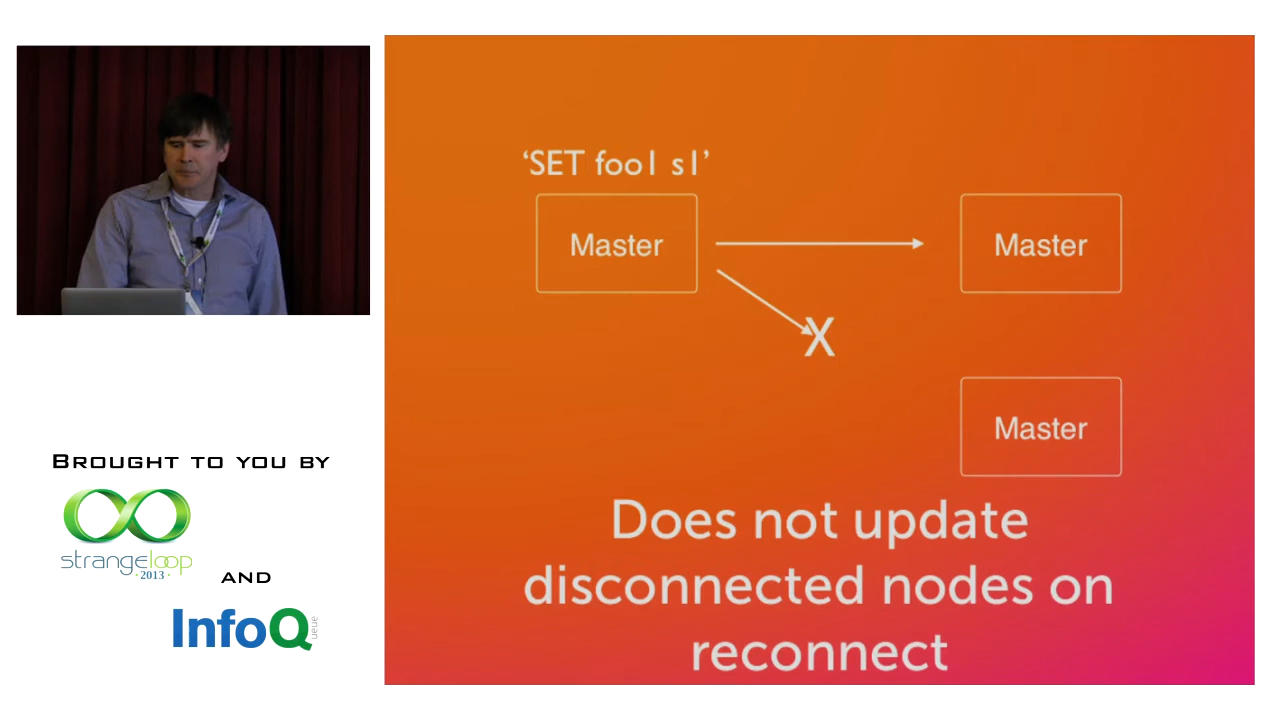 ‘SET foo1 s1’
Master
Master
X
Master
Does not update
disconnected nodes on
reconnect
BROUGHT TO YOU BY
strangeloop
· 2013 ·
AND
InfoQ
ueue